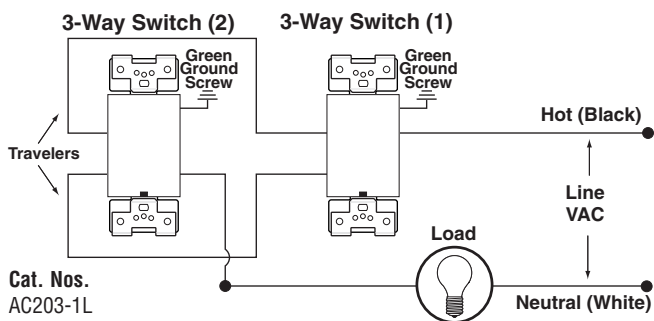 3-Way Switch (2)
3-Way Switch (1)
Green
Ground
Screw
Green
Ground
Screw
Hot (Black)
Travelers
Line
VAC
Load
Cat. Nos.
AC203-1L
Neutral (White)